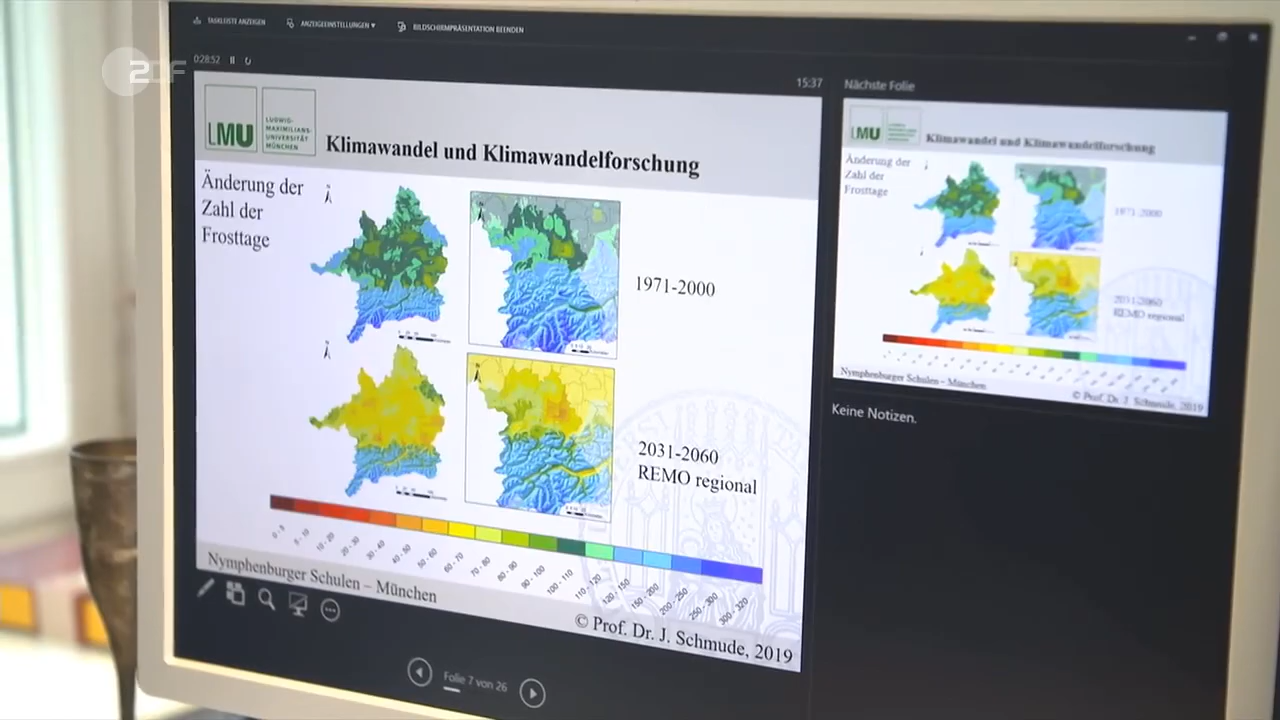 TASKLEISTE ANZEIGEN
ANZEIGEEINSTELLUNGEN
BILDSCHIRMPRÄSENTATION BEENDEN
ZDF
0:28:52
15:37
LMU
LUDWIG-
MAXIMILIANS-
UNIVERSITÄT
MÜNCHEN
Klimawandel und Klimawandelforschung
Änderung der
Zahl der
Frosttage
1971-2000
2031-2060
REMO regional
0 - 5
5 - 10
10 - 20
20 - 30
30 - 40
40 - 50
50 - 60
60 - 70
70 - 80
80 - 90
90 - 100
100 - 110
110 - 120
120 - 150
150 - 200
200 - 250
250 - 300
300 - 320
Nymphenburger Schulen – München
© Prof. Dr. J. Schmude, 2019
Folie 7 von 26
Nächste Folie
LMU
Klimawandel und Klimawandelforschung
Änderung der
Zahl der
Frosttage
1971-2000
2031-2060
REMO regional
Nymphenburger Schulen – München
© Prof. Dr. J. Schmude, 2019
Keine Notizen.